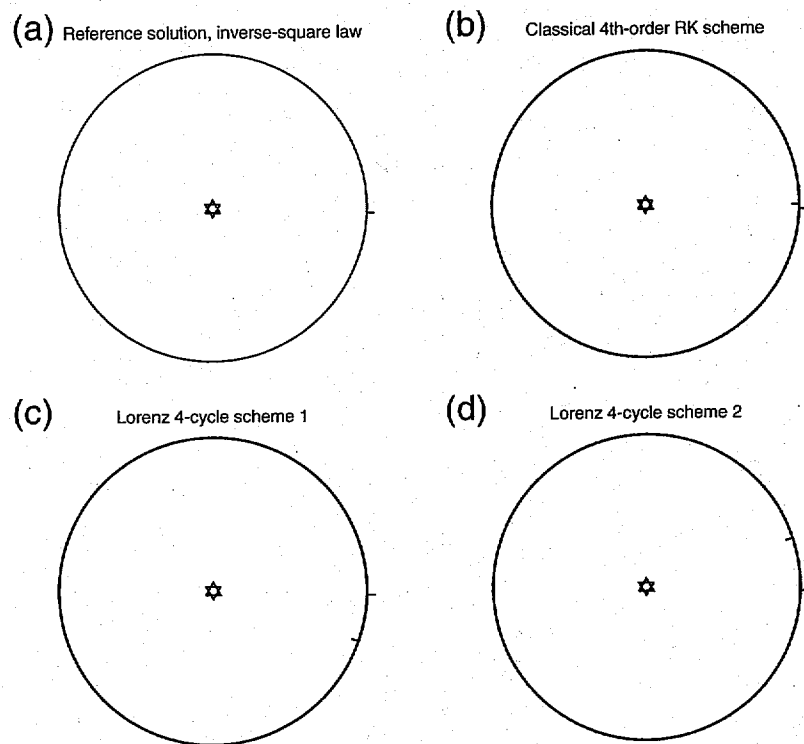 (a) Reference solution, inverse-square law
(b) Classical 4th-order RK scheme
(c) Lorenz 4-cycle scheme 1
(d) Lorenz 4-cycle scheme 2